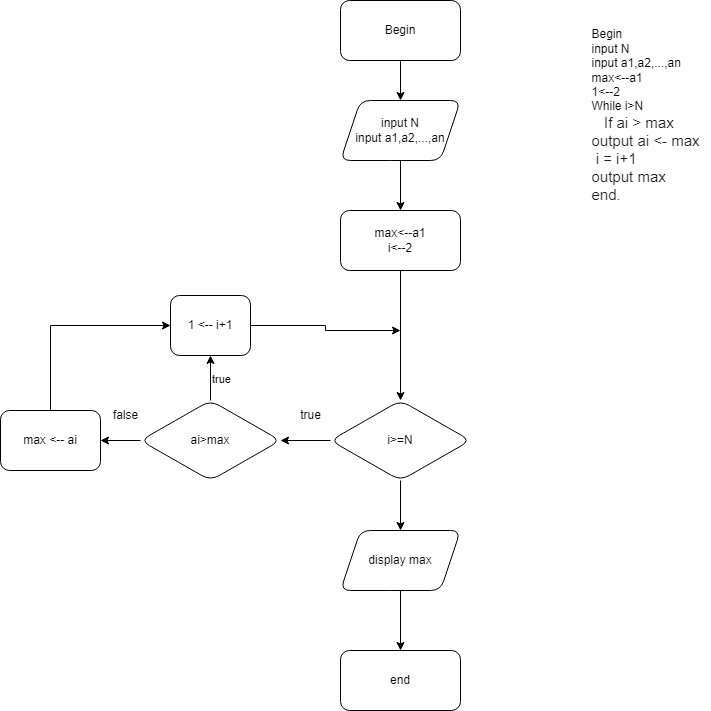 Begin
input N
input a1,a2,...,an
max<--a1
i<--2
1 <-- i+1
true
false
true
max <-- ai
ai>max
i>=N
display max
end
Begin
input N
input a1,a2,...,an
max<--a1
1<--2
While i>N
If ai > max
output ai <- max
i = i+1
output max
end.